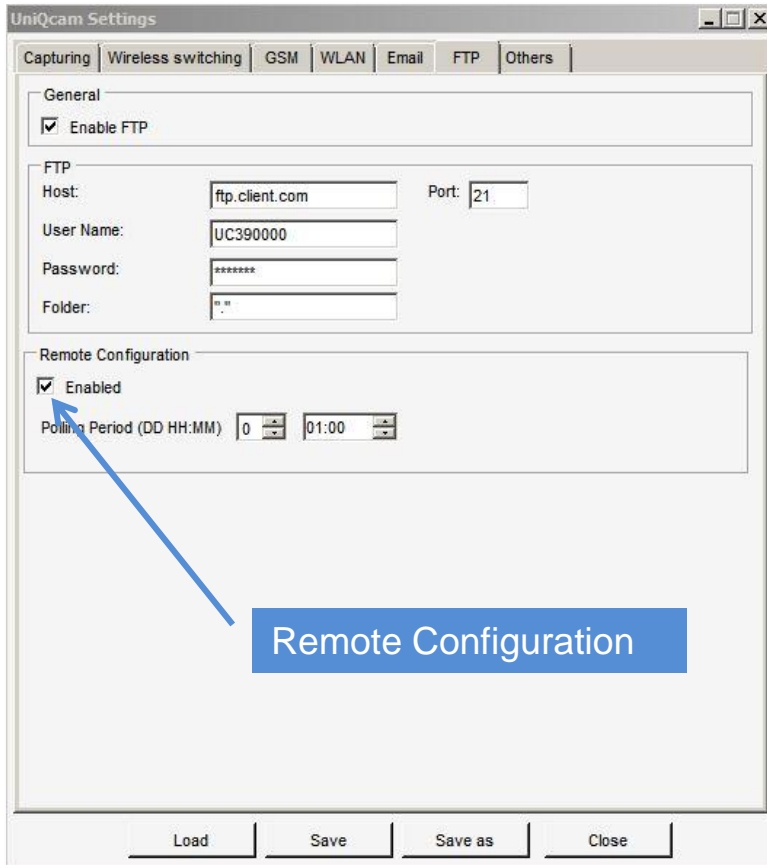 UniQcam Settings
Capturing Wireless switching GSM WLAN Email FTP Others
General
Enable FTP
FTP
Host: ftp.client.com Port: 21
User Name: UC390000
Password: *******
Folder: "."
Remote Configuration
Enabled
Polling Period (DD HH:MM) 0 01:00
Remote Configuration
Load Save Save as Close